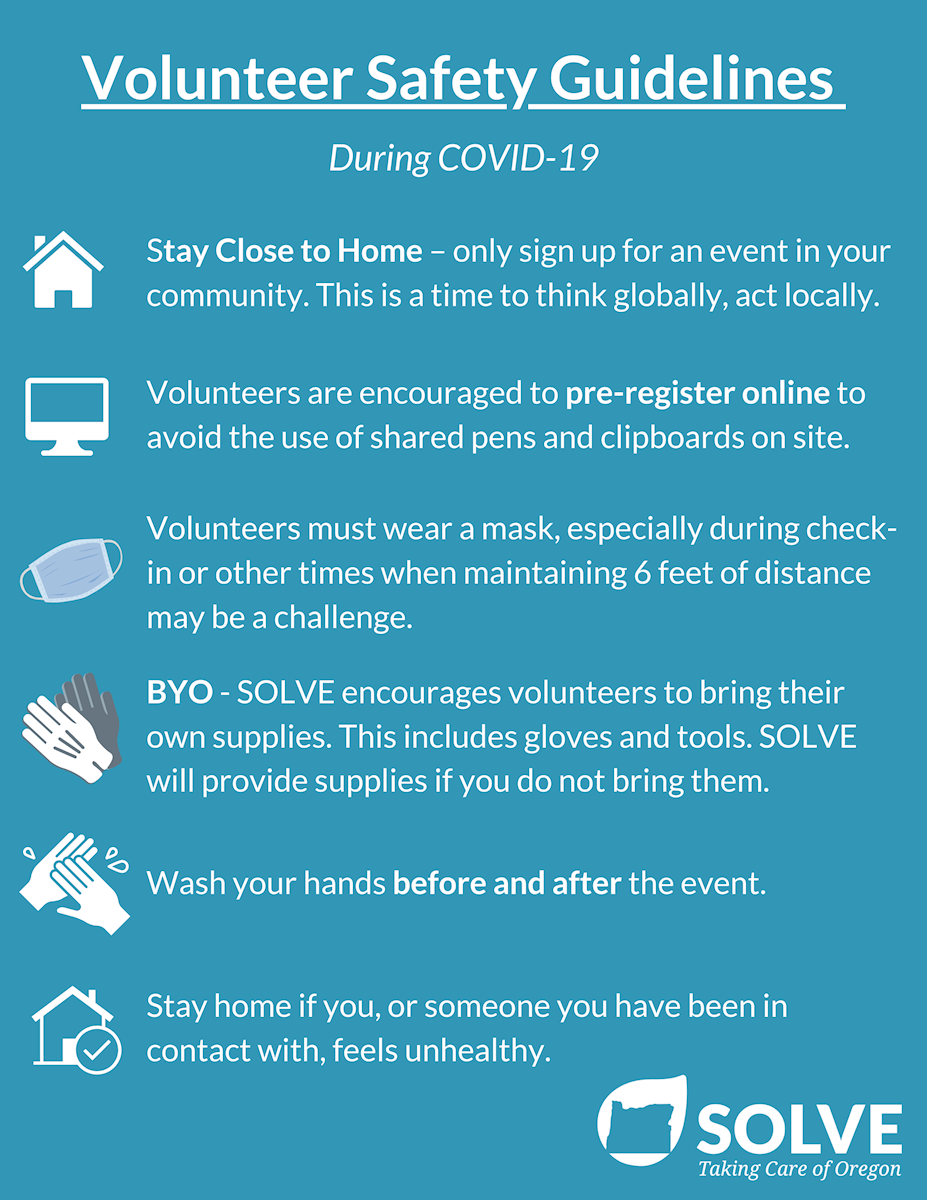 Volunteer Safety Guidelines
During COVID-19
Stay Close to Home – only sign up for an event in your
community. This is a time to think globally, act locally.
Volunteers are encouraged to pre-register online to
avoid the use of shared pens and clipboards on site.
Volunteers must wear a mask, especially during check-
in or other times when maintaining 6 feet of distance
may be a challenge.
BYO - SOLVE encourages volunteers to bring their
own supplies. This includes gloves and tools. SOLVE
will provide supplies if you do not bring them.
Wash your hands before and after the event.
Stay home if you, or someone you have been in
contact with, feels unhealthy.
SOLVE
Taking Care of Oregon